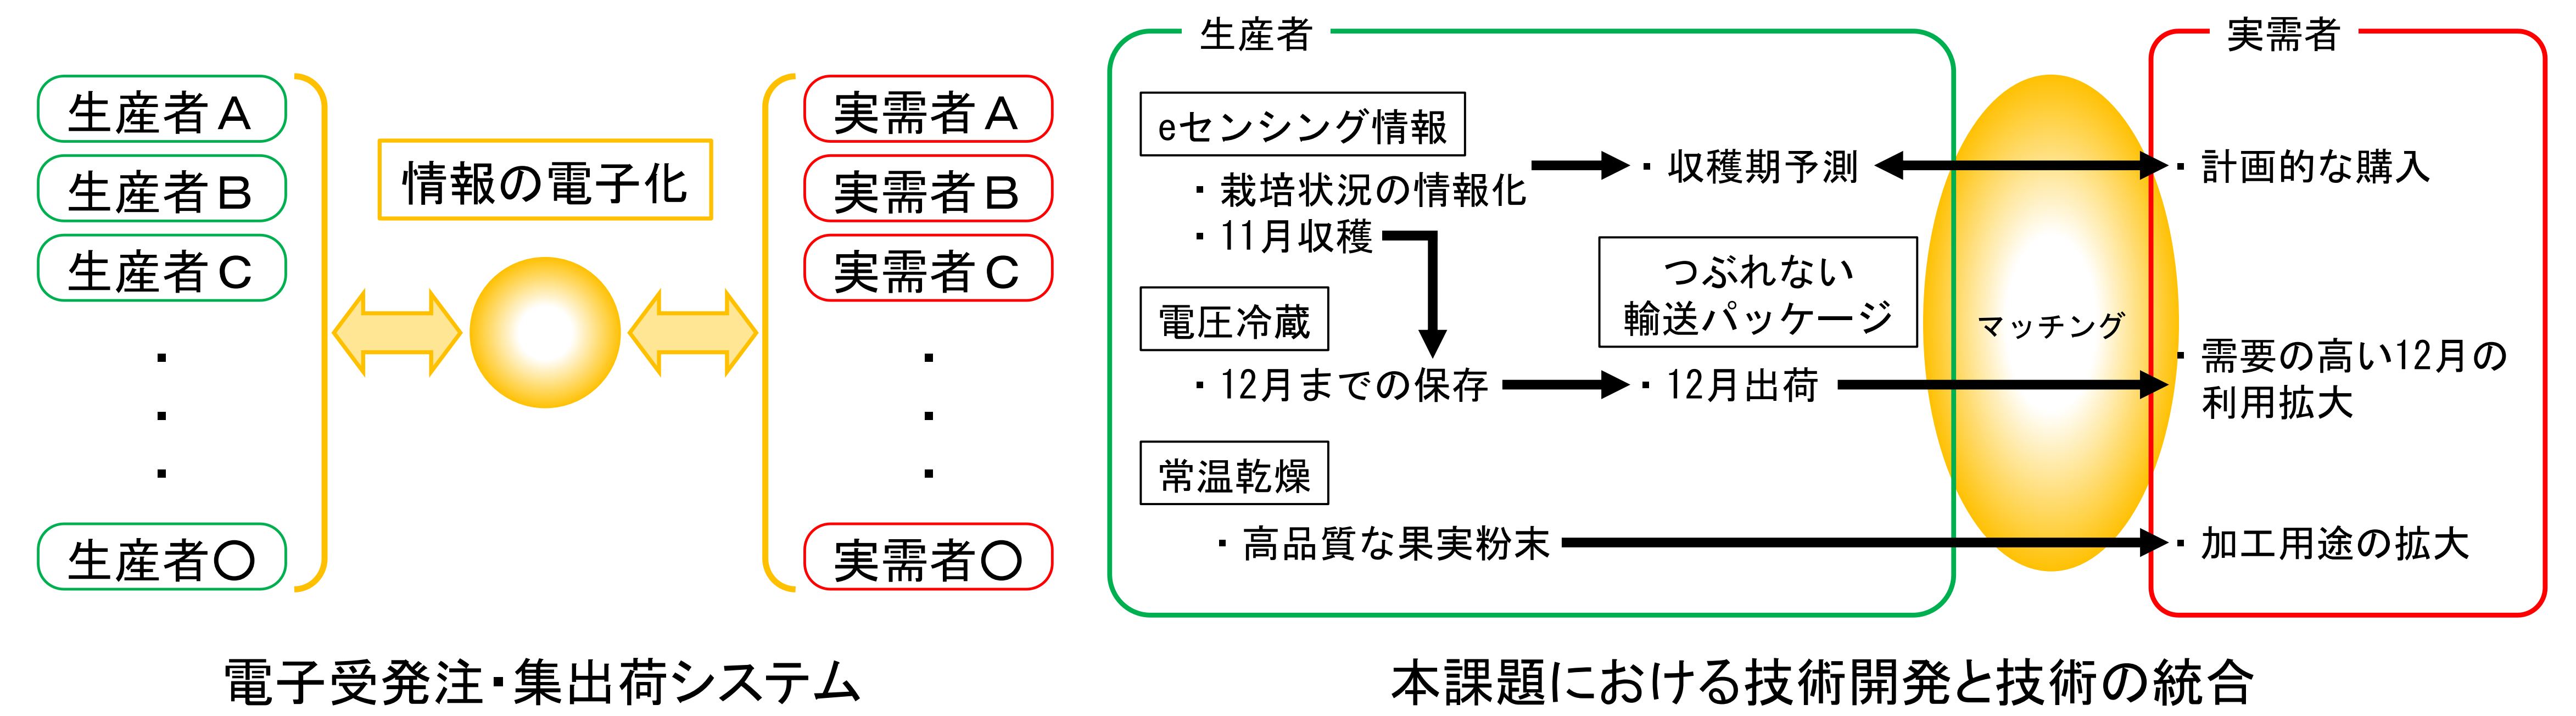 生産者A
生産者B
生産者C
・
・
・
生産者〇
情報の電子化
実需者A
実需者B
実需者C
・
・
・
実需者〇
電子受発注・集出荷システム
生産者
eセンシング情報
・栽培状況の情報化
・11月収穫
・収穫期予測
電圧冷蔵
・12月までの保存
つぶれない
輸送パッケージ
・12月出荷
常温乾燥
・高品質な果実粉末
マッチング
実需者
・計画的な購入
・需要の高い12月の
利用拡大
・加工用途の拡大
本課題における技術開発と技術の統合